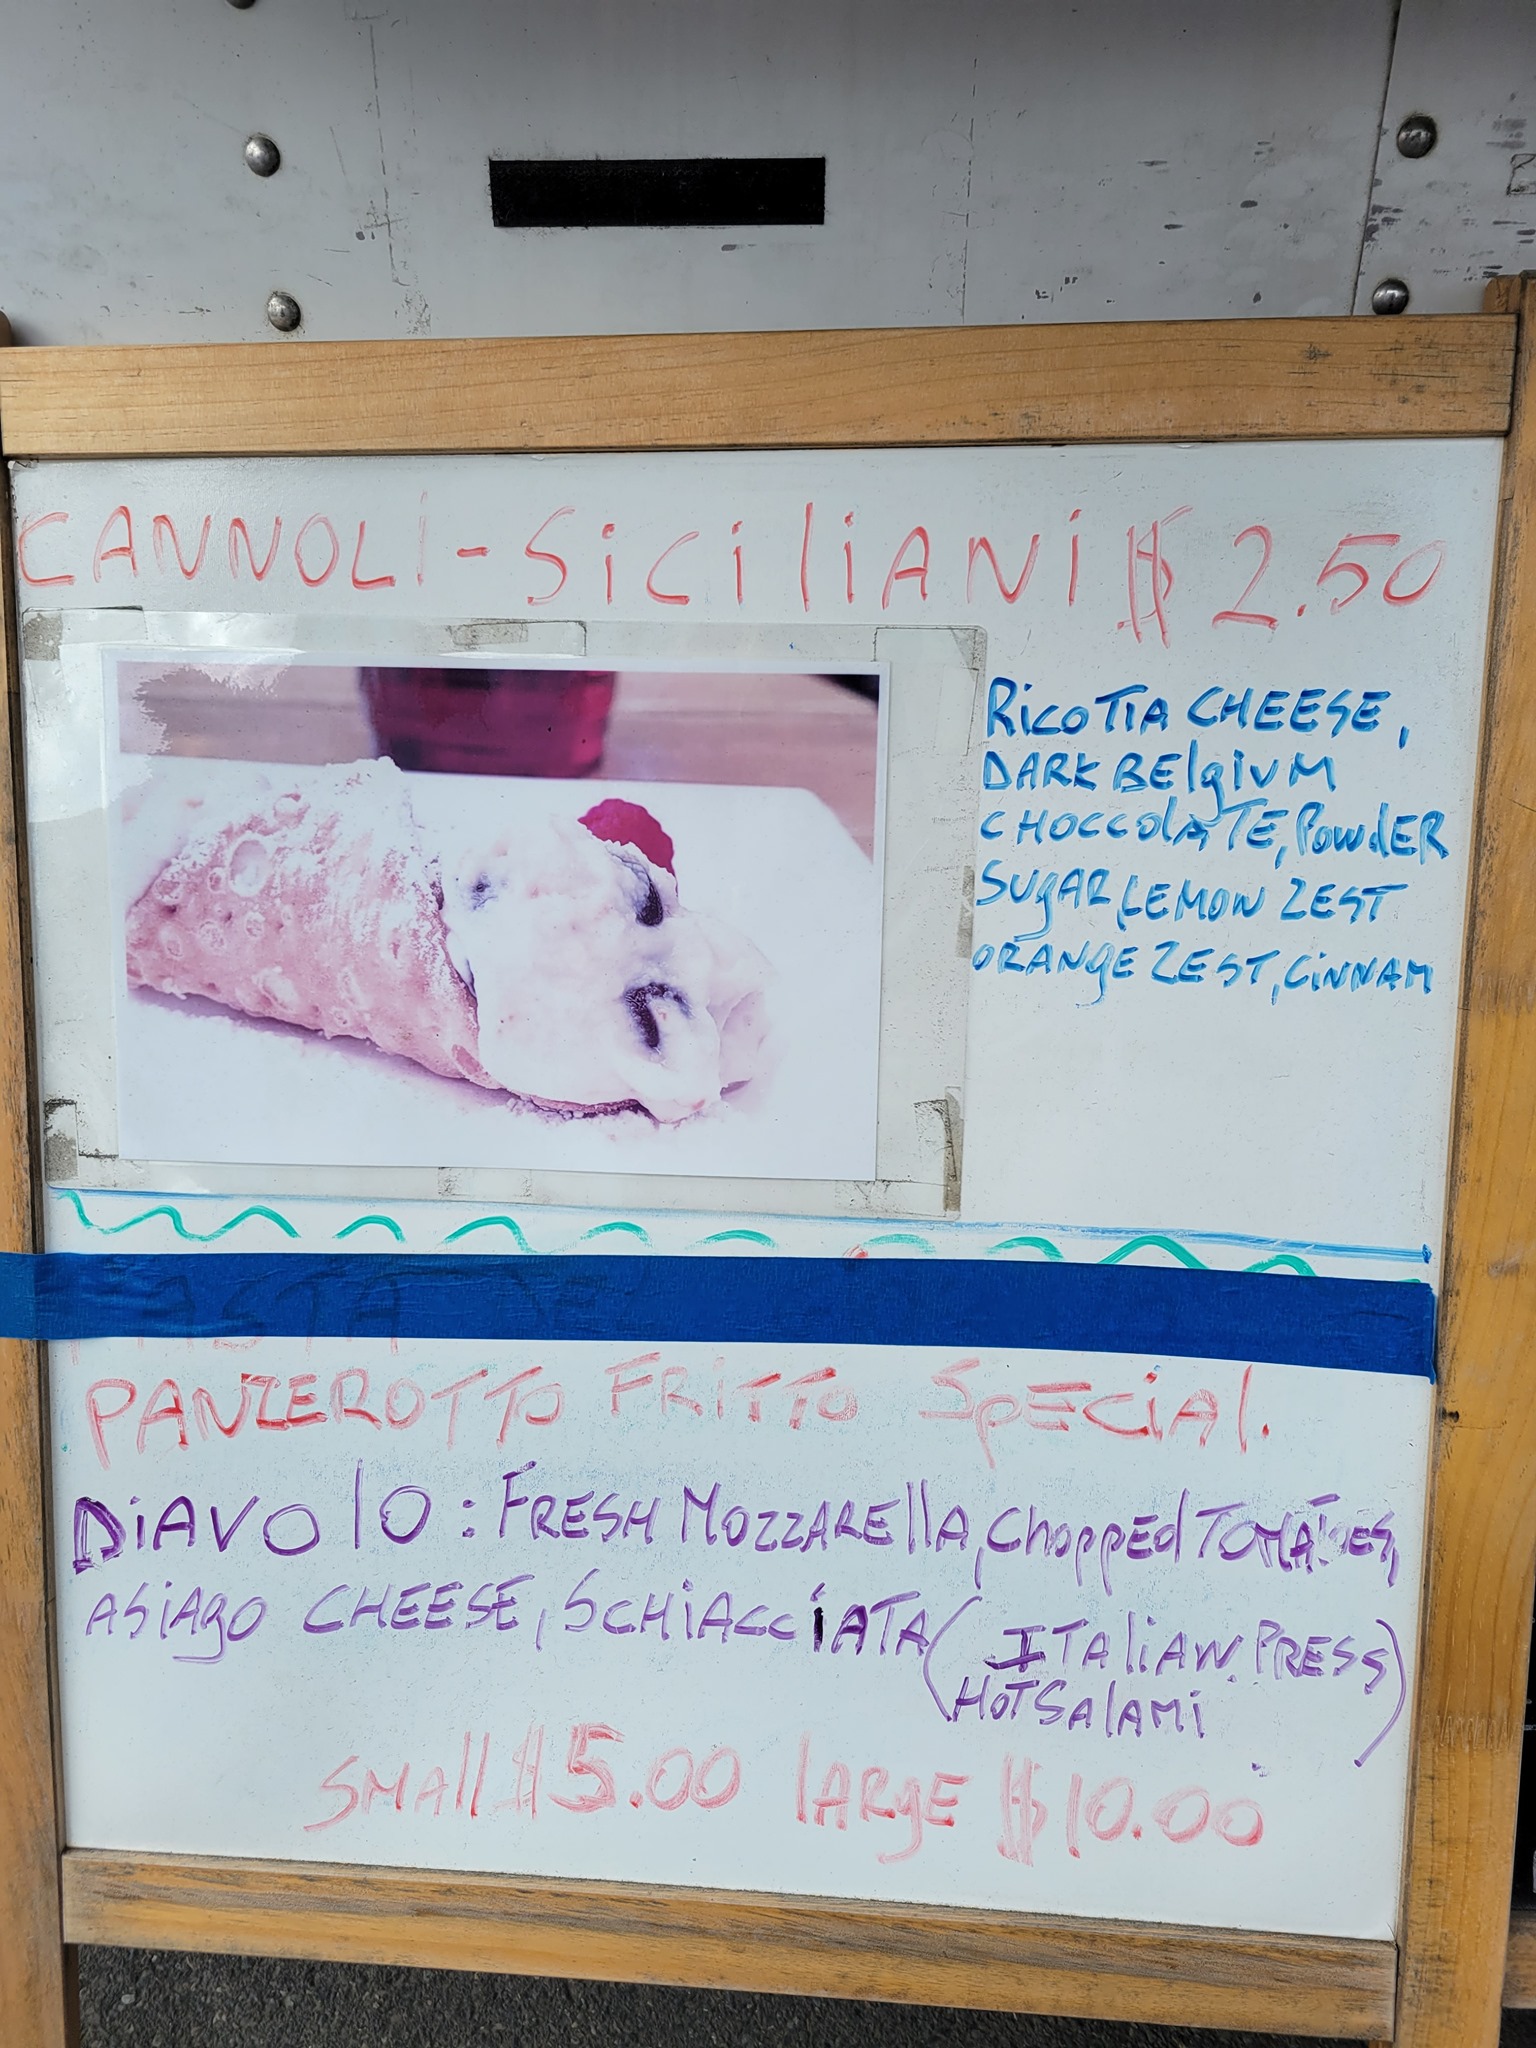 CANNOLI-SiCiliANi $ 2.50
RiCOTTA CHEESE,
DARK BElgiUM
CHOCCOlATE, POWdER
SUgAR, LEMON ZEST
ORANgE ZEST, CiNNAM
PASTA
PANZEROTTO FRITTO SpECiAl.
DiAVOlO: FRESH MOZZAREllA, ChoppEd TOMATOES,
ASiAgO CHEESE, SCHiACCiATA (ITAliAN PRESS
HOT SAlAMi)
SMAll $5.00 lARgE $10.00